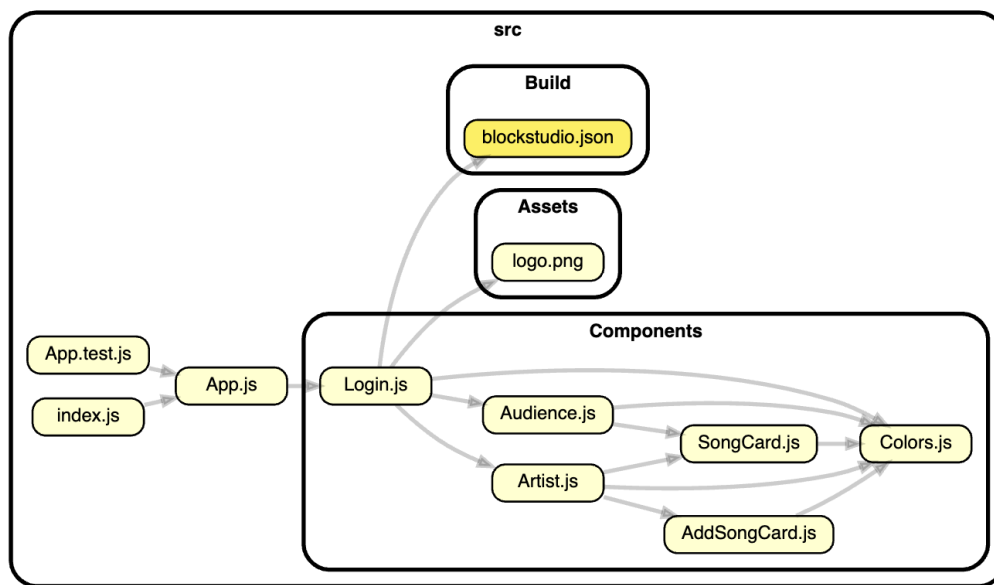 src
Build
blockstudio.json
Assets
logo.png
Components
App.test.js
index.js
App.js
Login.js
Audience.js
Artist.js
SongCard.js
AddSongCard.js
Colors.js